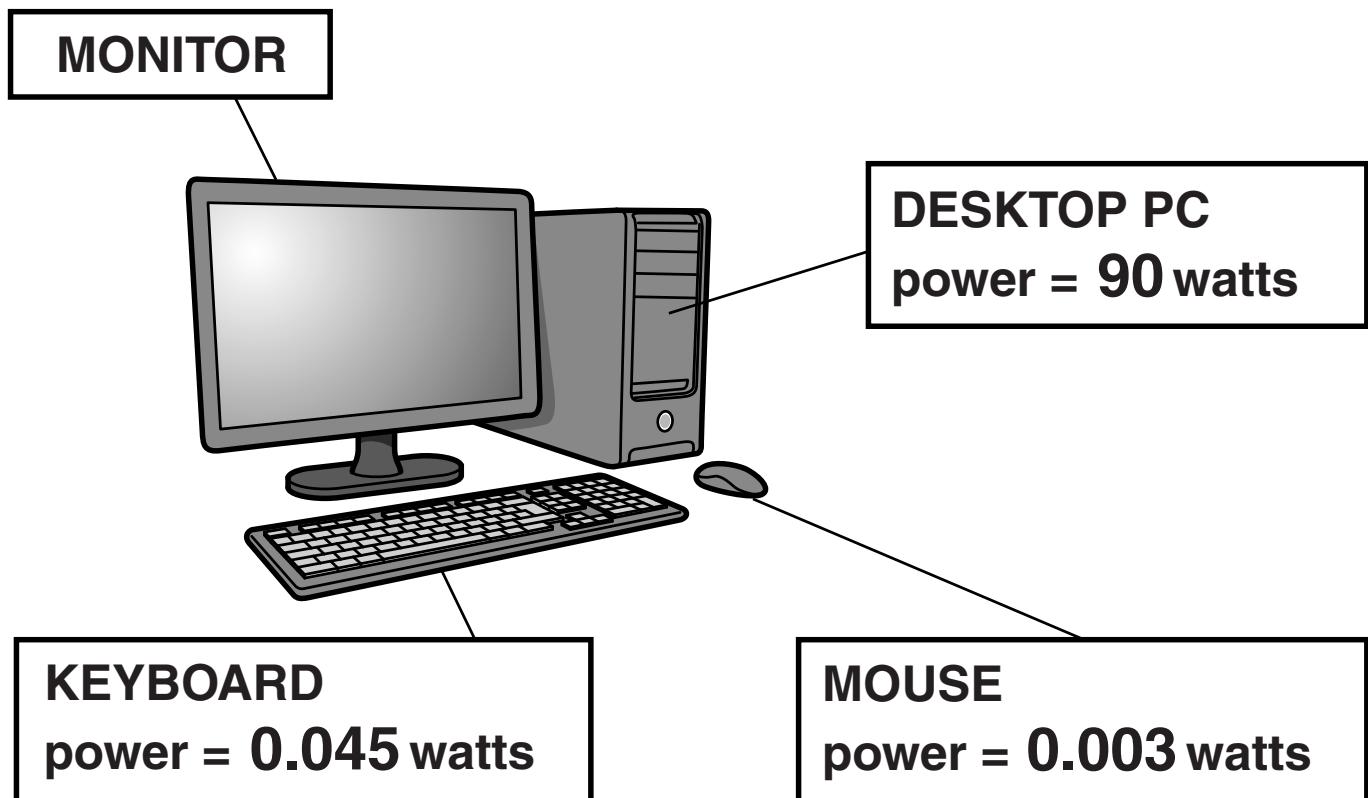 MONITOR
DESKTOP PC
power = 90 watts
KEYBOARD
power = 0.045 watts
MOUSE
power = 0.003 watts